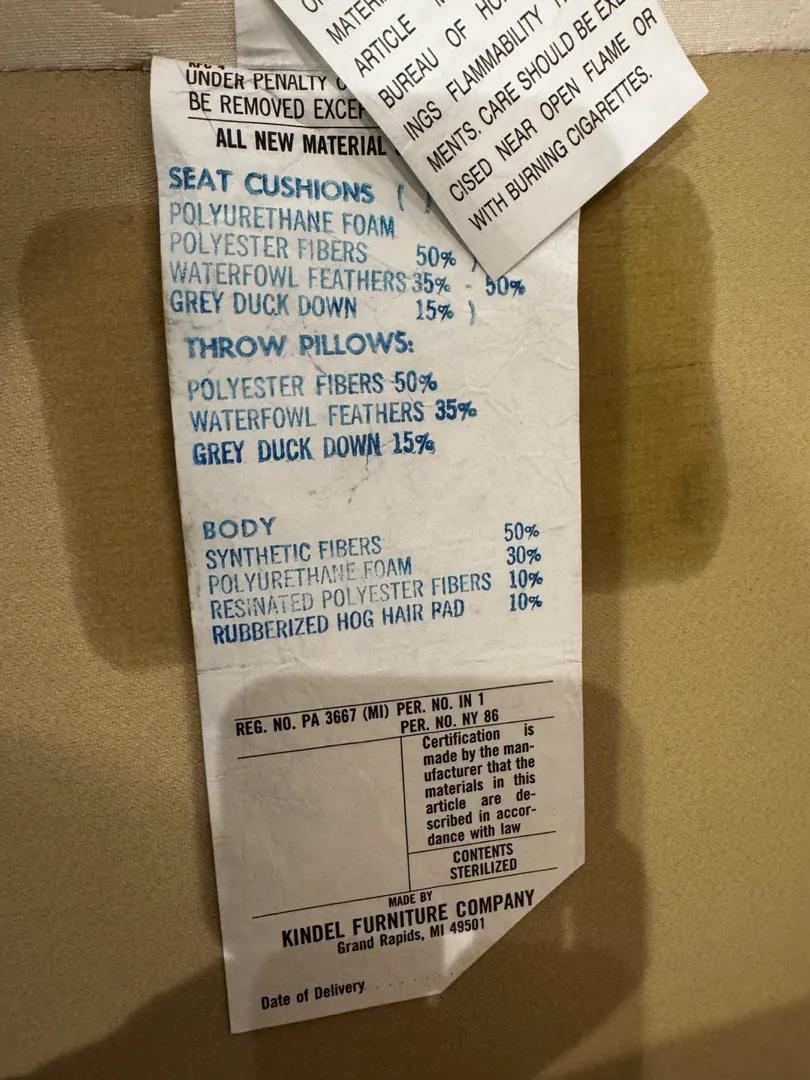 MATERI
ARTICLE
BUREAU OF HO
INGS FLAMMABILITY
MENTS. CARE SHOULD BE EXE
CISED NEAR OPEN FLAME OR
WITH BURNING CIGARETTES.
UNDER PENALTY O
BE REMOVED EXCEP
ALL NEW MATERIAL
SEAT CUSHIONS ( )
POLYURETHANE FOAM
POLYESTER FIBERS 50% )
WATERFOWL FEATHERS 35% - 50%
GREY DUCK DOWN 15% )
THROW PILLOWS:
POLYESTER FIBERS 50%
WATERFOWL FEATHERS 35%
GREY DUCK DOWN 15%
BODY
SYNTHETIC FIBERS 50%
POLYURETHANE FOAM 30%
RESINATED POLYESTER FIBERS 10%
RUBBERIZED HOG HAIR PAD 10%
REG. NO. PA 3667 (MI) PER. NO. IN 1
PER. NO. NY 86
Certification is
made by the man-
ufacturer that the
materials in this
article are de-
scribed in accor-
dance with law
CONTENTS
STERILIZED
MADE BY
KINDEL FURNITURE COMPANY
Grand Rapids, MI 49501
Date of Delivery